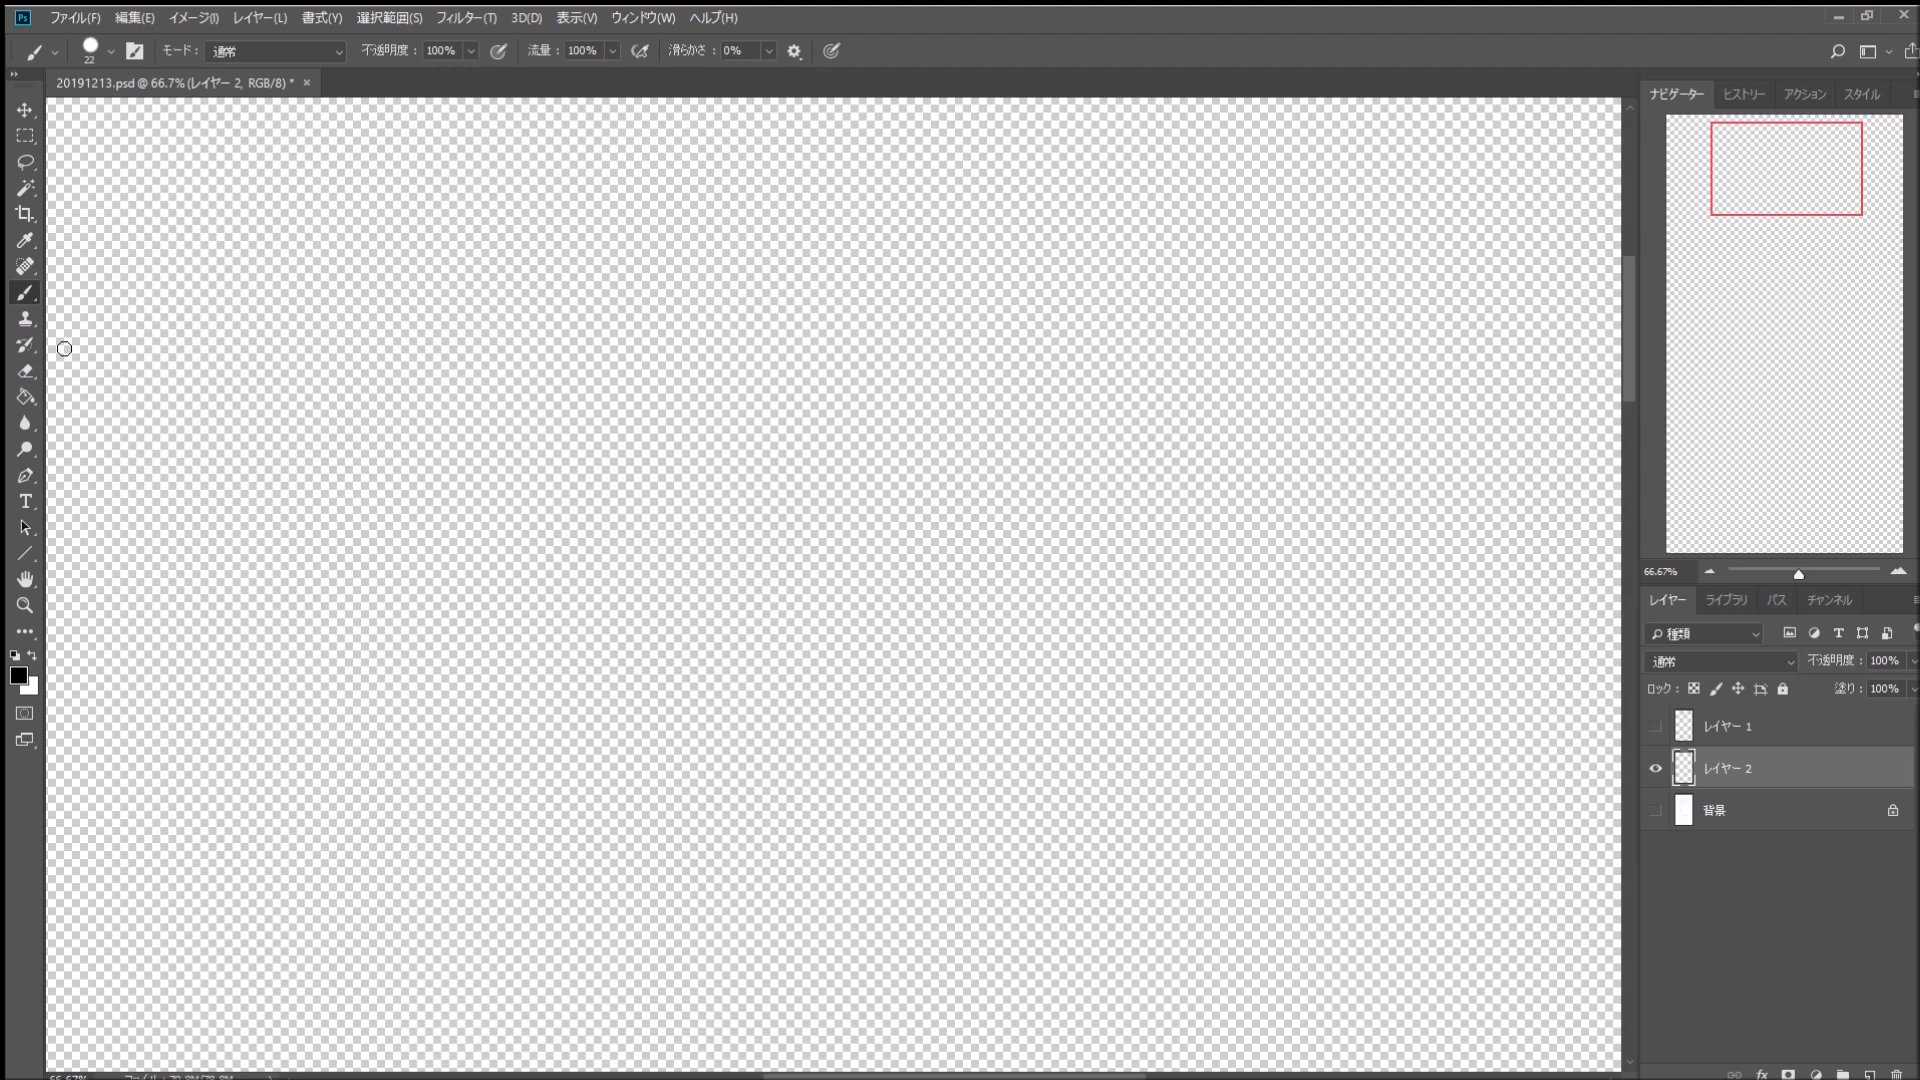 Ps ファイル(F) 編集(E) イメージ(I) レイヤー(L) 書式(Y) 選択範囲(S) フィルター(T) 3D(D) 表示(V) ウィンドウ(W) ヘルプ(H)
22 モード: 通常 不透明度: 100% 流量: 100% 滑らかさ: 0%
20191213.psd @ 66.7% (レイヤー 2, RGB/8) * ×
ナビゲーター ヒストリー アクション スタイル
66.67%
レイヤー ライブラリ パス チャンネル
種類
通常 不透明度: 100%
ロック: 塗り: 100%
レイヤー 1
レイヤー 2
背景
fx